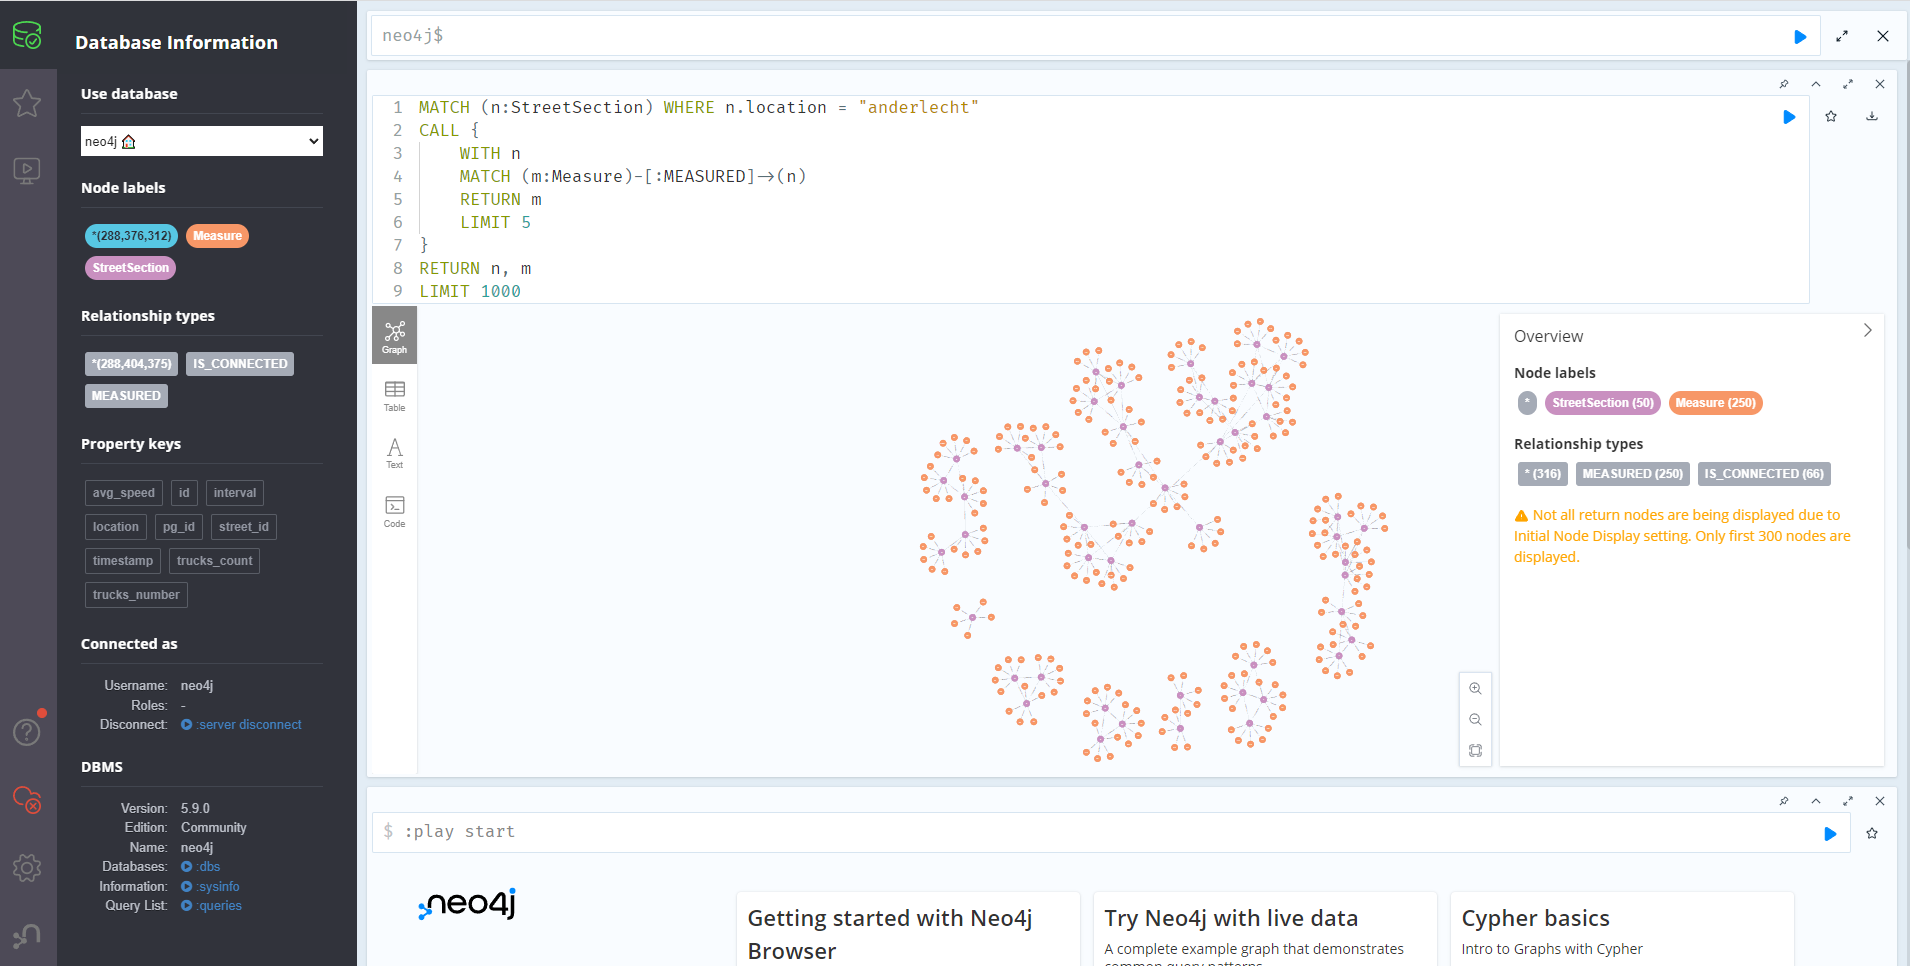 Database Information
Use database
neo4j
Node labels
*(288,376,312) Measure
StreetSection
Relationship types
*(288,404,375) IS_CONNECTED
MEASURED
Property keys
avg_speed id interval
location pg_id street_id
timestamp trucks_count
trucks_number
Connected as
Username: neo4j
Roles: -
Disconnect: :server disconnect
DBMS
Version: 5.9.0
Edition: Community
Name: neo4j
Databases: :dbs
Information: :sysinfo
Query List: :queries
neo4j$
1 MATCH (n:StreetSection) WHERE n.location = "anderlecht"
2 CALL {
3 WITH n
4 MATCH (m:Measure)-[:MEASURED]->(n)
5 RETURN m
6 LIMIT 5
7 }
8 RETURN n, m
9 LIMIT 1000
Graph
Table
Text
Code
Overview
Node labels
* StreetSection (50) Measure (250)
Relationship types
* (316) MEASURED (250) IS_CONNECTED (66)
Not all return nodes are being displayed due to
Initial Node Display setting. Only first 300 nodes are
displayed.
$ :play start
neo4j
Getting started with Neo4j
Browser
Try Neo4j with live data
A complete example graph that demonstrates
common query patterns.
Cypher basics
Intro to Graphs with Cypher